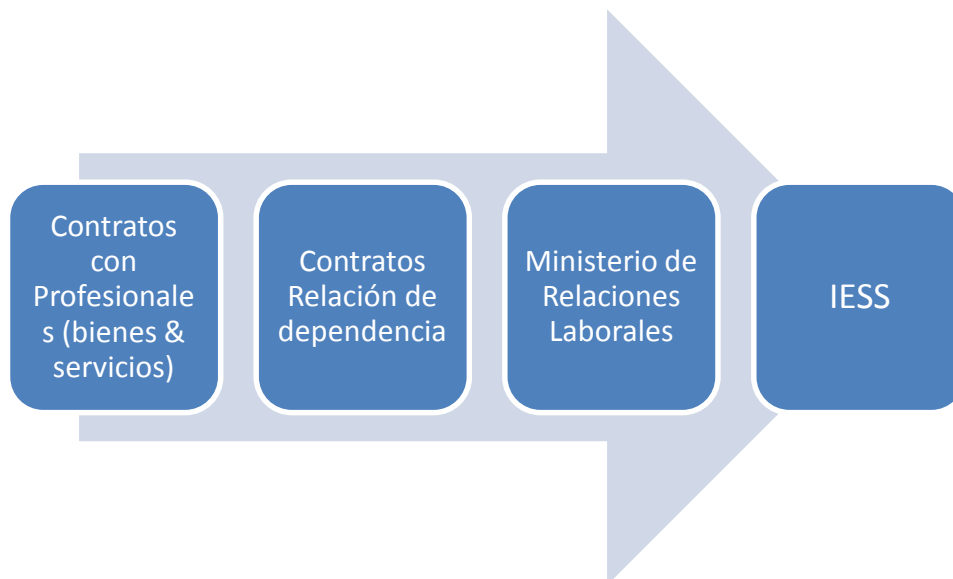 Contratos
con
Profesionale
s (bienes &
servicios)
Contratos
Relación de
dependencia
Ministerio de
Relaciones
Laborales
IESS